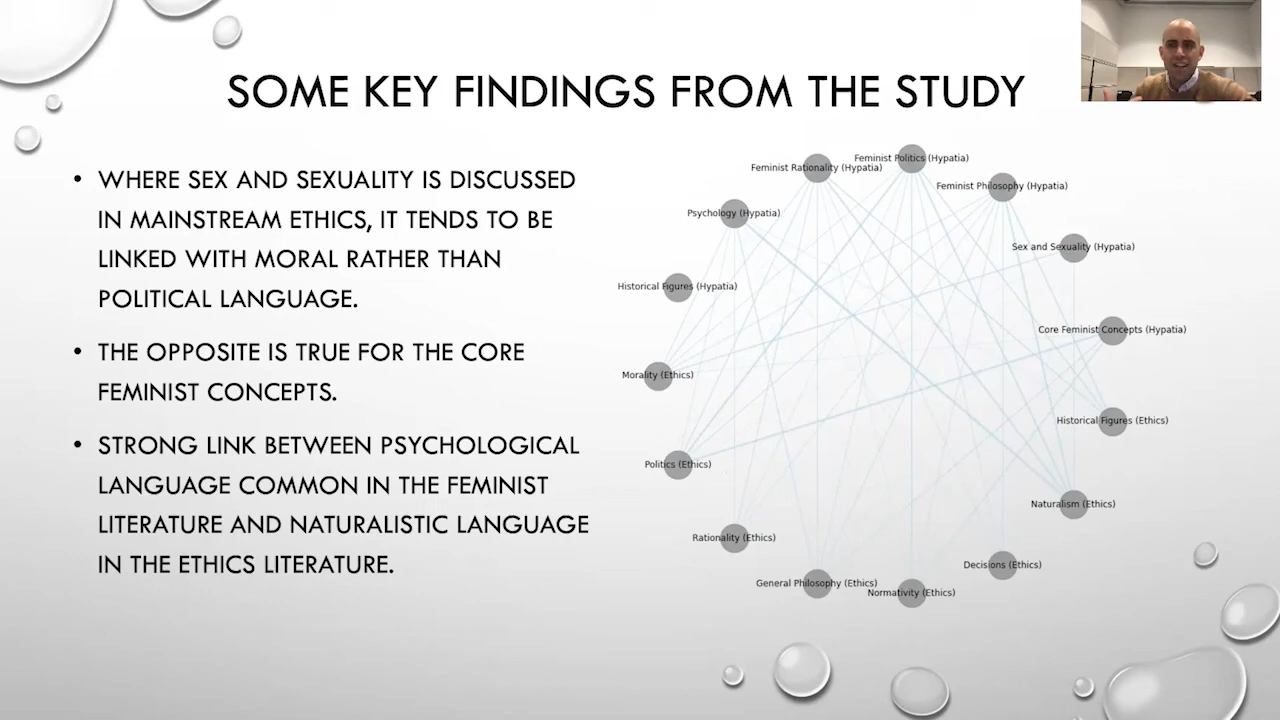 SOME KEY FINDINGS FROM THE STUDY
• WHERE SEX AND SEXUALITY IS DISCUSSED
IN MAINSTREAM ETHICS, IT TENDS TO BE
LINKED WITH MORAL RATHER THAN
POLITICAL LANGUAGE.
• THE OPPOSITE IS TRUE FOR THE CORE
FEMINIST CONCEPTS.
• STRONG LINK BETWEEN PSYCHOLOGICAL
LANGUAGE COMMON IN THE FEMINIST
LITERATURE AND NATURALISTIC LANGUAGE
IN THE ETHICS LITERATURE.
Feminist Politics (Hypatia)
Feminist Rationality (Hypatia)
Feminist Philosophy (Hypatia)
Psychology (Hypatia)
Sex and Sexuality (Hypatia)
Historical Figures (Hypatia)
Core Feminist Concepts (Hypatia)
Morality (Ethics)
Historical Figures (Ethics)
Politics (Ethics)
Naturalism (Ethics)
Rationality (Ethics)
Decisions (Ethics)
General Philosophy (Ethics)
Normativity (Ethics)